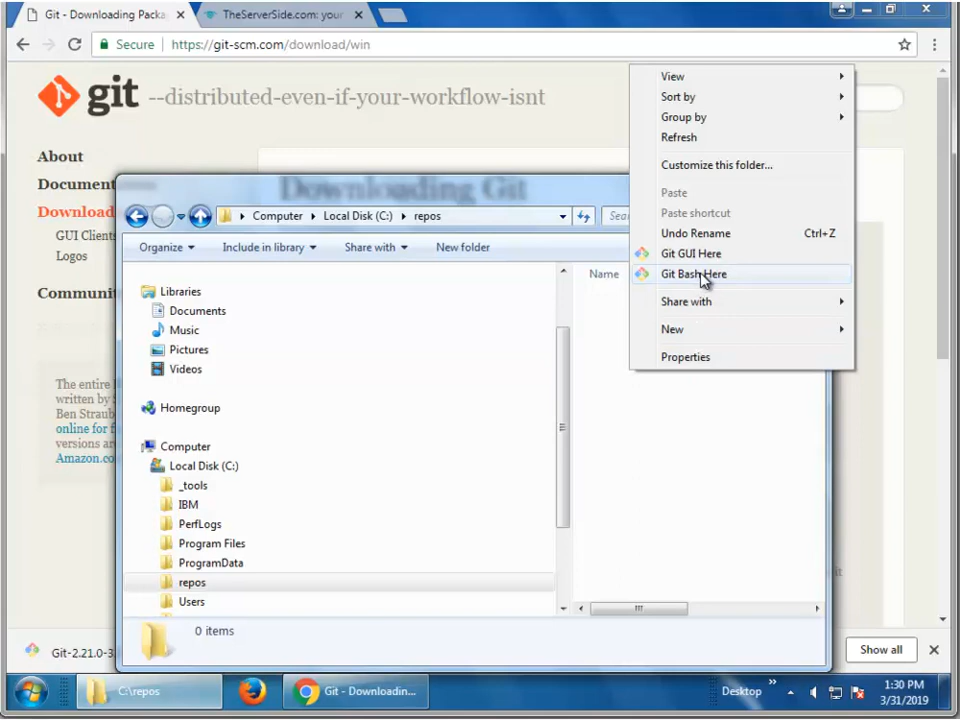 Git - Downloading Packa
TheServerSide.com: your
Secure
https://git-scm.com/download/win
git --distributed-even-if-your-workflow-isnt
About
Document
Download
GUI Clients
Logos
Communit
The entire
written by S
Ben Straub
online for f
versions are
Amazon.co
Downloading Git
it
Computer
Local Disk (C:)
repos
Sea
Organize
Include in library
Share with
New folder
Libraries
Documents
Music
Pictures
Videos
Homegroup
Computer
Local Disk (C:)
_tools
IBM
PerfLogs
Program Files
ProgramData
repos
Users
Name
0 items
View
Sort by
Group by
Refresh
Customize this folder...
Paste
Paste shortcut
Undo Rename Ctrl+Z
Git GUI Here
Git Bash Here
Share with
New
Properties
Git-2.21.0-3
Show all
C:\repos
Git - Downloadin...
Desktop
1:30 PM
3/31/2019